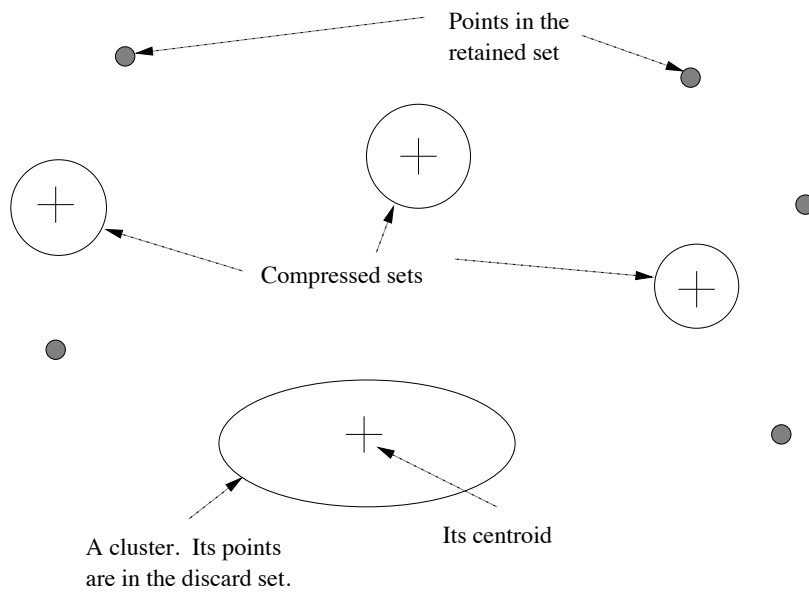 Points in the
retained set
Compressed sets
Its centroid
A cluster. Its points
are in the discard set.